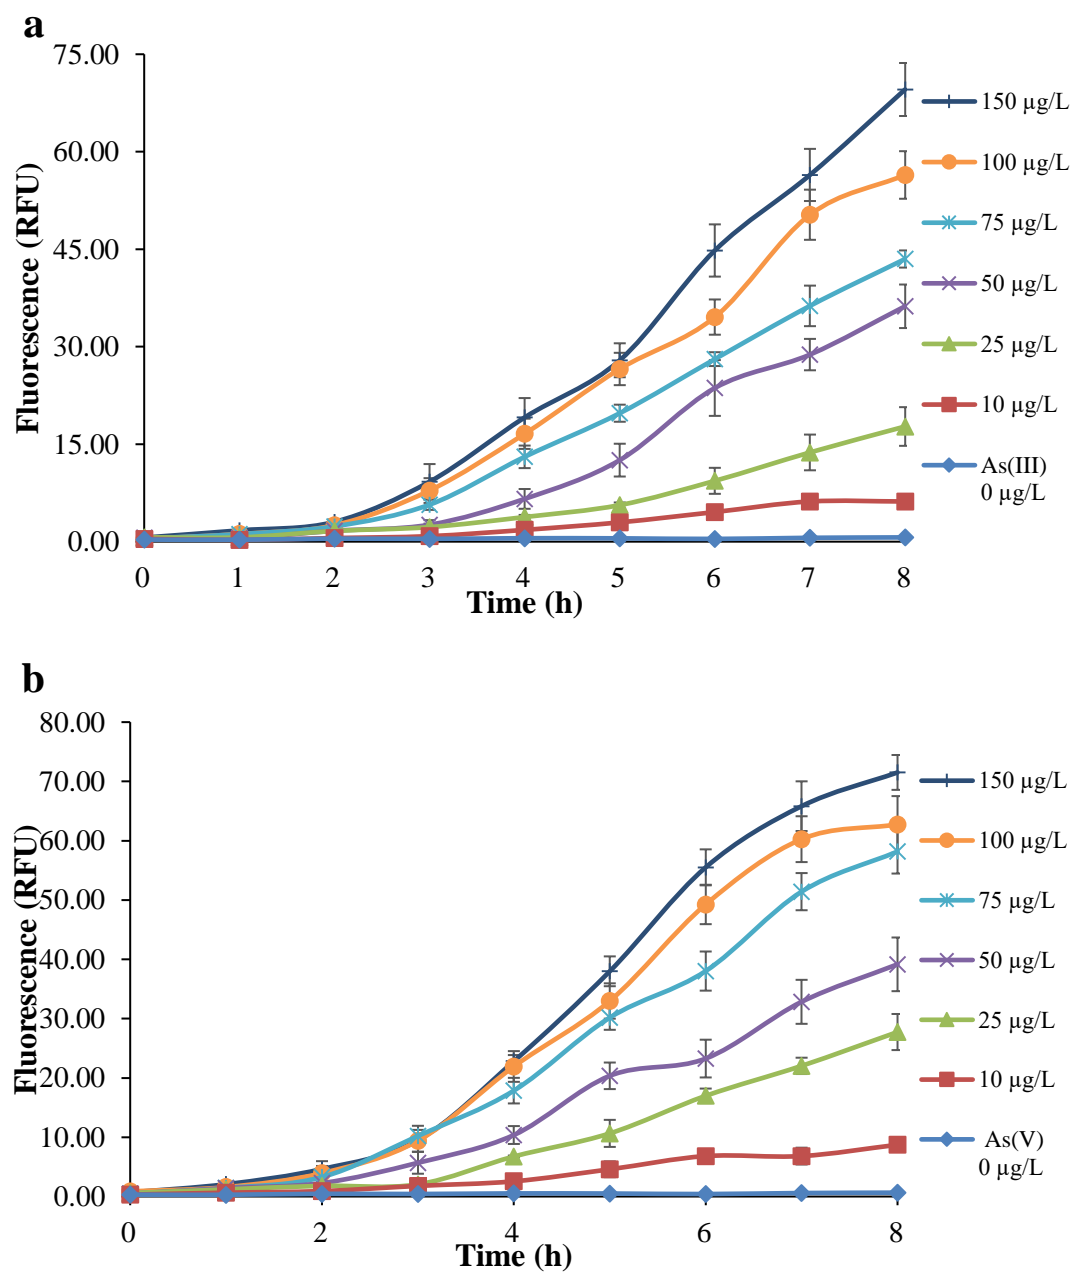 a
75.00
60.00
45.00
30.00
15.00
0.00
Fluorescence (RFU)
0 1 2 3 4 5 6 7 8
Time (h)
150 µg/L
100 µg/L
75 µg/L
50 µg/L
25 µg/L
10 µg/L
As(III)
0 µg/L
b
80.00
70.00
60.00
50.00
40.00
30.00
20.00
10.00
0.00
Fluorescence (RFU)
0 2 4 6 8
Time (h)
150 µg/L
100 µg/L
75 µg/L
50 µg/L
25 µg/L
10 µg/L
As(V)
0 µg/L